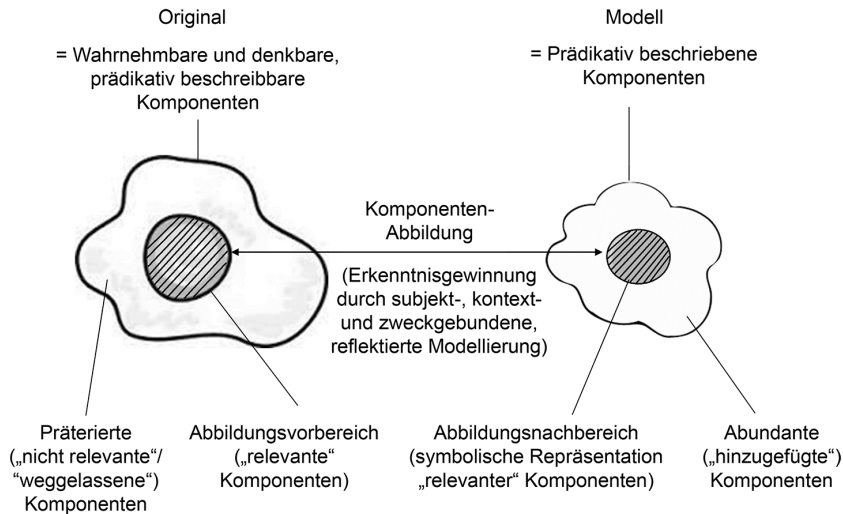 Original
= Wahrnehmbare und denkbare,
prädikativ beschreibbare
Komponenten
Modell
= Prädikativ beschriebene
Komponenten
Komponenten-
Abbildung
(Erkenntnisgewinnung
durch subjekt-, kontext-
und zweckgebundene,
reflektierte Modellierung)
Präterierte
(„nicht relevante“/
“weggelassene“)
Komponenten
Abbildungsvorbereich
(„relevante“
Komponenten)
Abbildungsnachbereich
(symbolische Repräsentation
„relevanter“ Komponenten)
Abundante
(„hinzugefügte“)
Komponenten